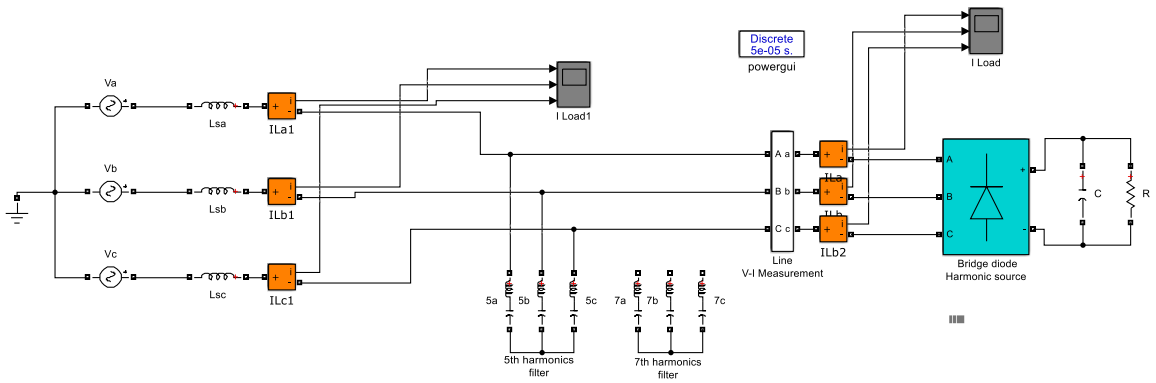 Discrete
5e-05 s.
powergui
I Load
I Load1
Va
Lsa
+
i
-
ILa1
Vb
Lsb
+
i
-
ILb1
Vc
Lsc
+
i
-
ILc1
A a
B b
C c
Line
V-I Measurement
+
i
-
ILa
+
i
-
ILb
+
i
-
ILb2
A
B
C
+
-
Bridge diode
Harmonic source
+
C
+
R
5a
5b
5c
5th harmonics
filter
7a
7b
7c
7th harmonics
filter